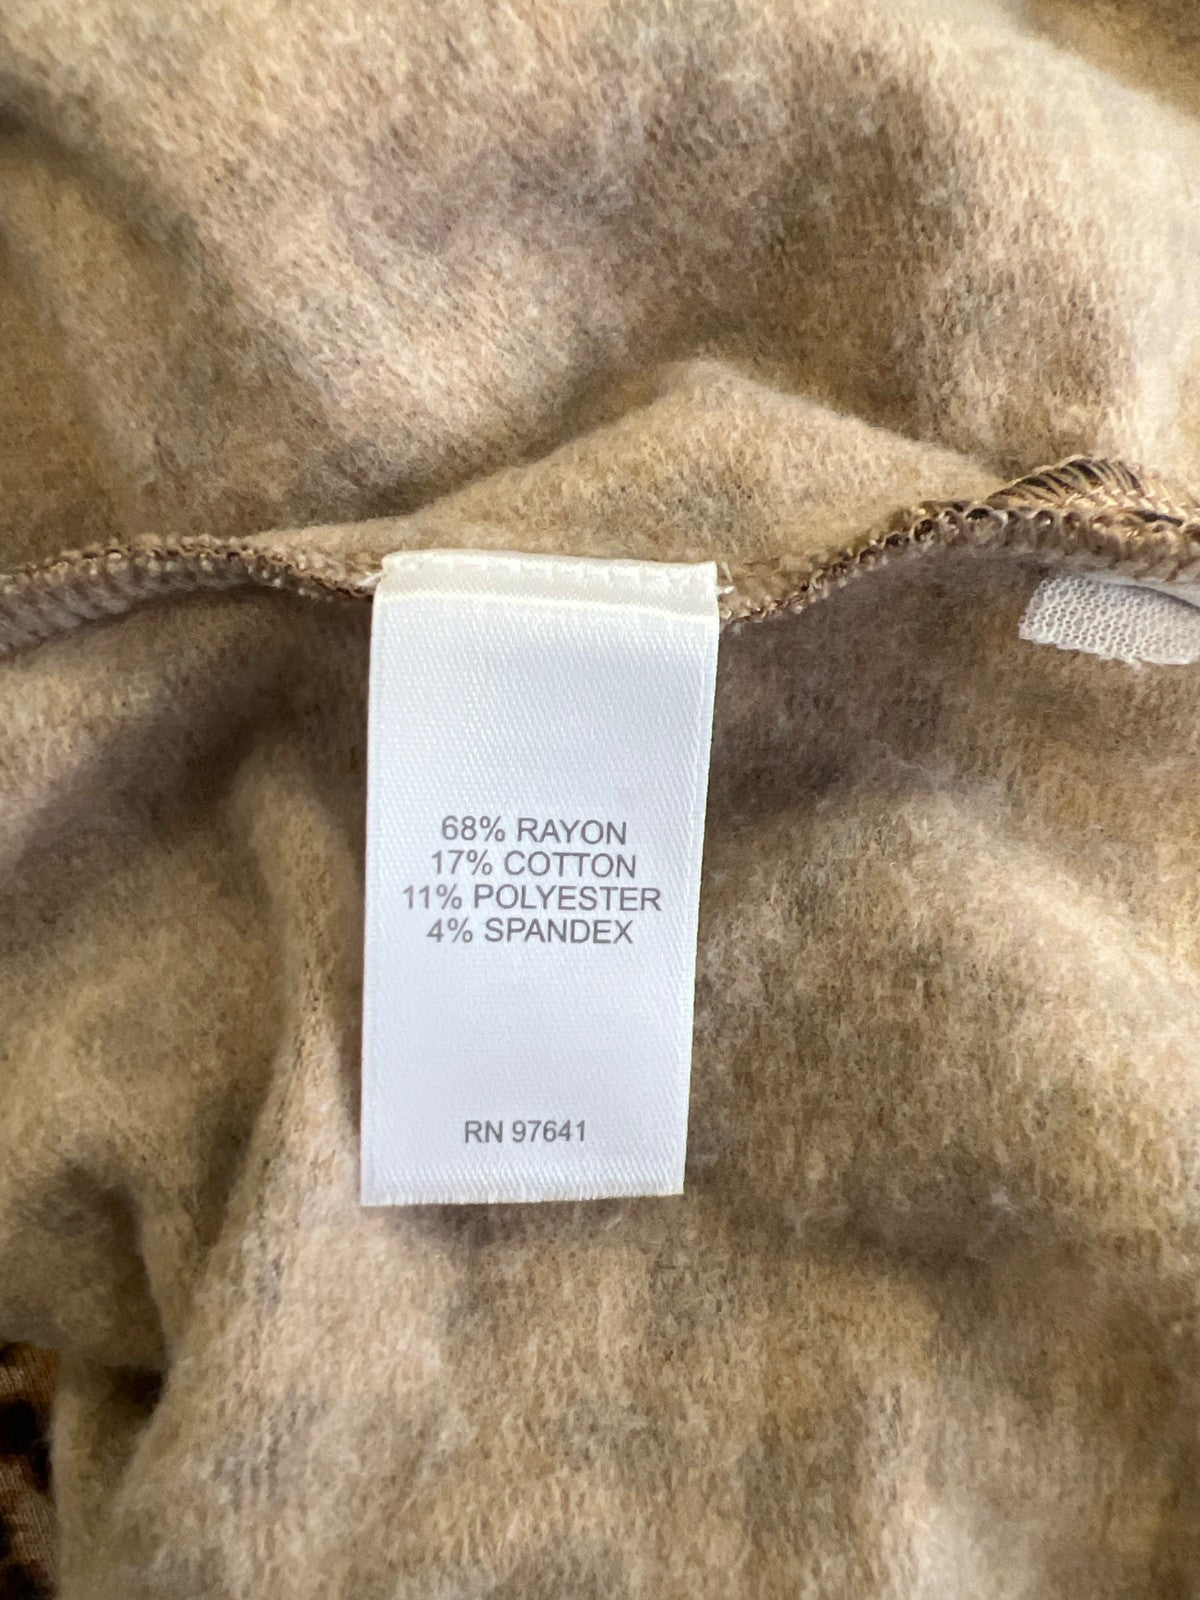 68% RAYON
17% COTTON
11% POLYESTER
4% SPANDEX
RN 97641